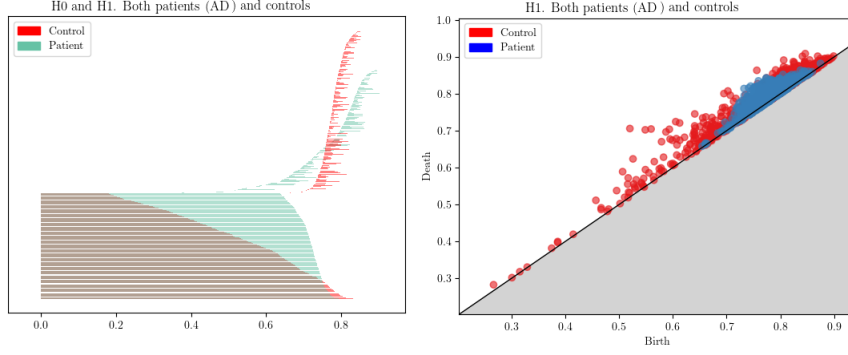 H0 and H1. Both patients (AD) and controls
Control
Patient
0.0 0.2 0.4 0.6 0.8
H1. Both patients (AD) and controls
Control
Patient
1.0
0.9
0.8
0.7
0.6
0.5
0.4
0.3
Death
0.3 0.4 0.5 0.6 0.7 0.8 0.9
Birth